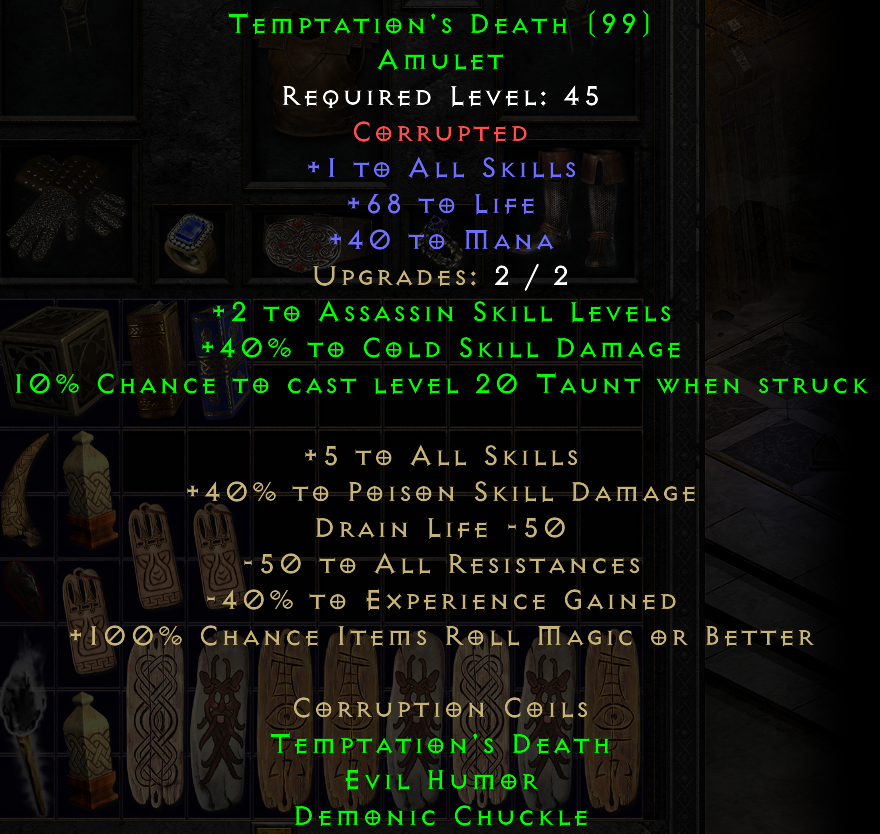 Temptation's Death (99)
Amulet
Required Level: 45
Corrupted
+1 to All Skills
+68 to Life
+40 to Mana
Upgrades: 2 / 2
+2 to Assassin Skill Levels
+40% to Cold Skill Damage
10% Chance to cast level 20 Taunt when struck
+5 to All Skills
+40% to Poison Skill Damage
Drain Life -50
-50 to All Resistances
-40% to Experience Gained
+100% Chance Items Roll Magic or Better
Corruption Coils
Temptation's Death
Evil Humor
Demonic Chuckle